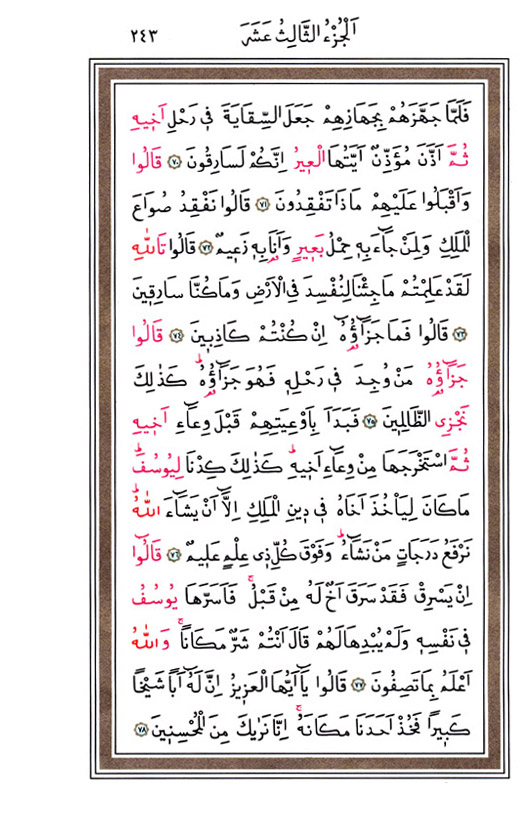 اَلْجُزْءُ الثَّالِثُ عَشَرَ ٢٤٣
فَلَمَّا جَهَّزَهُمْ بِجَهَازِهِمْ جَعَلَ السِّقَايَةَ فٖي رَحْلِ اَخٖيهِ
ثُمَّ اَذَّنَ مُؤَذِّنٌ اَيَّتُهَا الْعٖيرُ اِنَّكُمْ لَسَارِقُونَ ﴿٧٠﴾ قَالُوا
وَاَقْبَلُوا عَلَيْهِمْ مَاذَا تَفْقِدُونَ ﴿٧١﴾ قَالُوا نَفْقِدُ صُوَاعَ
الْمَلِكِ وَلِمَنْ جَٓاءَ بِهٖ حِمْلُ بَعٖيرٍ وَاَنَا۬ بِهٖ زَعٖيمٌ ﴿٧٢﴾ قَالُوا تَاللّٰهِ
لَقَدْ عَلِمْتُمْ مَا جِئْنَا لِنُفْسِدَ فِي الْاَرْضِ وَمَا كُنَّا سَارِقٖينَ
﴿٧٣﴾ قَالُوا فَمَا جَزَٓاؤُ۬هُٓ اِنْ كُنْتُمْ كَاذِبٖينَ ﴿٧٤﴾ قَالُوا
جَزَٓاؤُ۬هُ مَنْ وُجِدَ فٖي رَحْلِهٖ فَهُوَ جَزَٓاؤُ۬هُۜ كَذٰلِكَ
نَجْزِي الظَّالِمٖينَ ﴿٧٥﴾ فَبَدَاَ بِاَوْعِيَتِهِمْ قَبْلَ وِعَٓاءِ اَخٖيهِ
ثُمَّ اسْتَخْرَجَهَا مِنْ وِعَٓاءِ اَخٖيهِۜ كَذٰلِكَ كِدْنَا لِيُوسُفَۜ
مَا كَانَ لِيَاْخُذَ اَخَاهُ فٖي دٖينِ الْمَلِكِ اِلَّٓا اَنْ يَشَٓاءَ اللّٰهُۜ
نَرْفَعُ دَرَجَاتٍ مَنْ نَشَٓاءُۜ وَفَوْقَ كُلِّ ذٖي عِلْمٍ عَلٖيمٌ ﴿٧٦﴾ قَالُٓوا
اِنْ يَسْرِقْ فَقَدْ سَرَقَ اَخٌ لَهُ مِنْ قَبْلُۚ فَاَسَرَّهَا يُوسُفُ
فٖي نَفْسِهٖ وَلَمْ يُبْدِهَا لَهُمْ قَالَ اَنْتُمْ شَرٌّ مَكَانًاۚ وَاللّٰهُ
اَعْلَمُ بِمَا تَصِفُونَ ﴿٧٧﴾ قَالُوا يَٓا اَيُّهَا الْعَزٖيزُ اِنَّ لَهُٓ اَبًا شَيْخًا
كَبٖيرًا فَخُذْ اَحَدَنَا مَكَانَهُۚ اِنَّا نَرٰيكَ مِنَ الْمُحْسِنٖينَ ﴿٧٨﴾